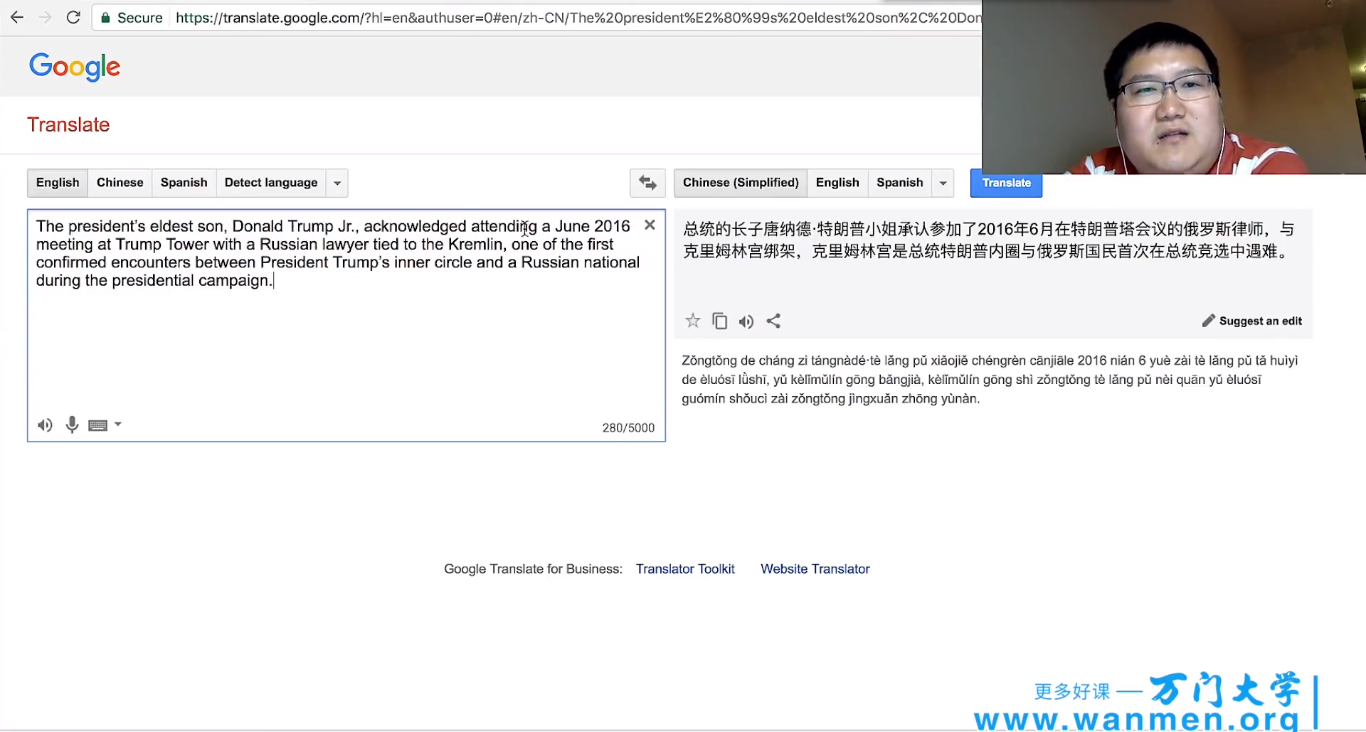 Secure https://translate.google.com/?hl=en&authuser=0#en/zh-CN/The%20president%E2%80%99s%20eldest%20son%2C%20Don
Google
Translate
English Chinese Spanish Detect language Chinese (Simplified) English Spanish Translate
The president's eldest son, Donald Trump Jr., acknowledged attending a June 2016
meeting at Trump Tower with a Russian lawyer tied to the Kremlin, one of the first
confirmed encounters between President Trump's inner circle and a Russian national
during the presidential campaign.
280/5000
总统的长子唐纳德·特朗普小姐承认参加了2016年6月在特朗普塔会议的俄罗斯律师，与
克里姆林宫绑架，克里姆林宫是总统特朗普内圈与俄罗斯国民首次在总统竞选中遇难。
Suggest an edit
Zǒngtǒng de cháng zi tángnàdé·tè lǎng pǔ xiǎojiě chéngrèn cānjiāle 2016 nián 6 yuè zài tè lǎng pǔ tǎ huìyì
de èluósī lǜshī, yǔ kèlǐmǔlín gōng bǎngjià, kèlǐmǔlín gōng shì zǒngtǒng tè lǎng pǔ nèi quān yǔ èluósī
guómín shǒucì zài zǒngtǒng jìngxuǎn zhōng yùnàn.
Google Translate for Business: Translator Toolkit Website Translator
更多好课 — 万门大学
www.wanmen.org